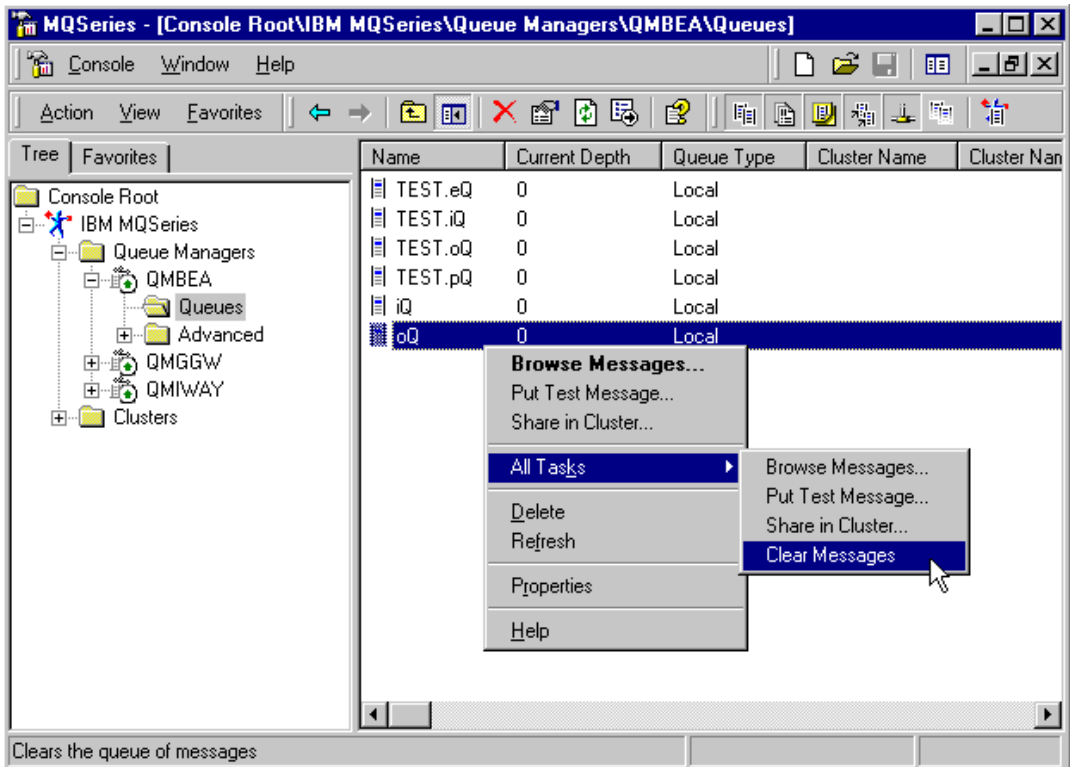 MQSeries - [Console Root\IBM MQSeries\Queue Managers\QMBEA\Queues]
Console Window Help
Action View Favorites
Tree Favorites
Console Root
IBM MQSeries
Queue Managers
QMBEA
Queues
Advanced
QMGGW
QMIWAY
Clusters
Name Current Depth Queue Type Cluster Name Cluster Nan
TEST.eQ 0 Local
TEST.iQ 0 Local
TEST.oQ 0 Local
TEST.pQ 0 Local
iQ 0 Local
oQ 0 Local
Browse Messages...
Put Test Message...
Share in Cluster...
All Tasks
Delete
Refresh
Properties
Help
Browse Messages...
Put Test Message...
Share in Cluster...
Clear Messages
Clears the queue of messages